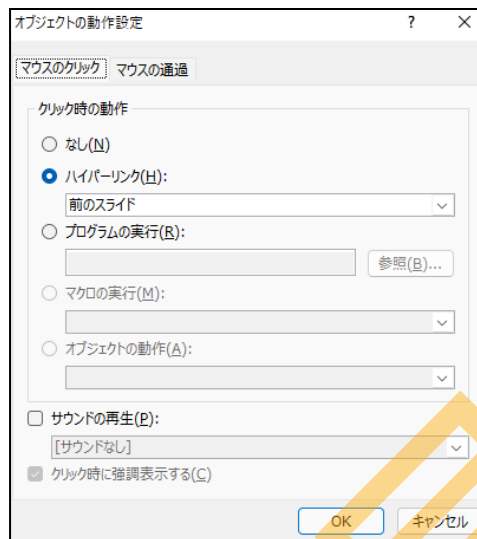 オブジェクトの動作設定 ? ×
マウスのクリック マウスの通過
クリック時の動作
なし(N)
ハイパーリンク(H):
前のスライド
プログラムの実行(R):
参照(B)...
マクロの実行(M):
オブジェクトの動作(A):
サウンドの再生(P):
[サウンドなし]
クリック時に強調表示する(C)
OK キャンセル